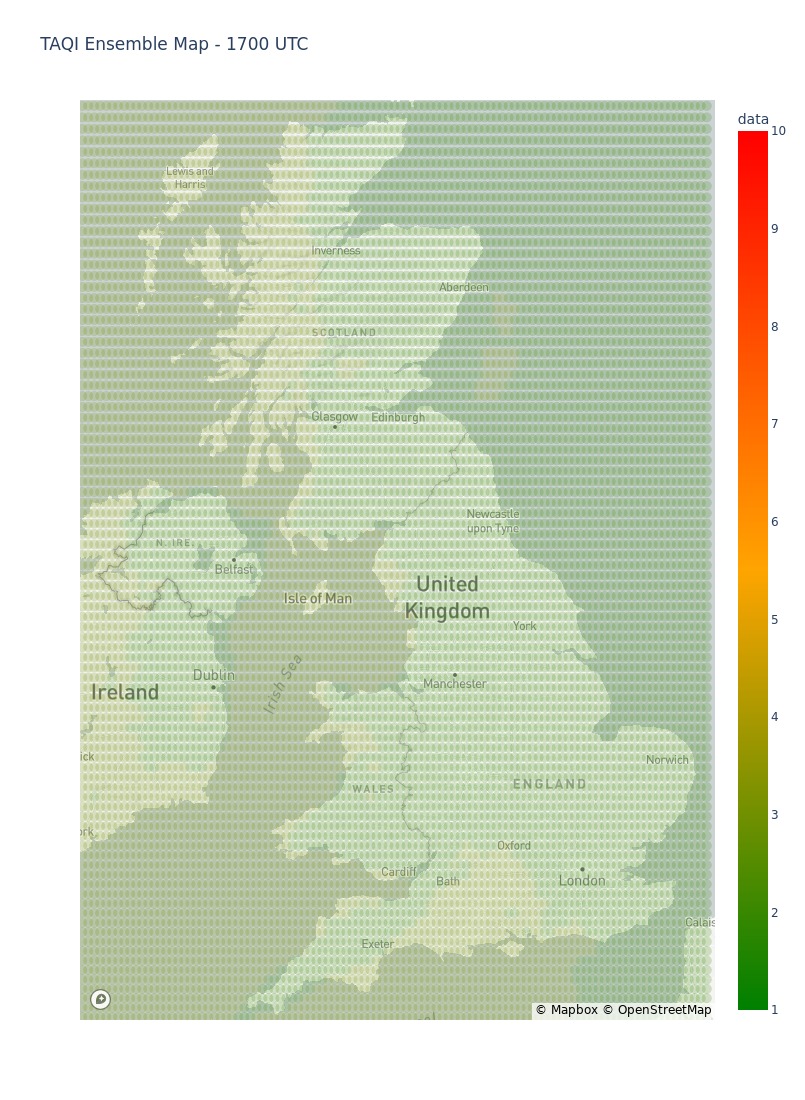 TAQI Ensemble Map - 1700 UTC
data
10
9
8
7
6
5
4
3
2
1
Lewis and
Harris
Inverness
Aberdeen
SCOTLAND
Glasgow
Edinburgh
Newcastle
upon Tyne
N. IRE.
Belfast
United
Kingdom
Isle of Man
York
Dublin
Irish Sea
Manchester
Ireland
ick
Norwich
WALES
ENGLAND
ork
Oxford
Cardiff
Bath
London
Calais
Exeter
© Mapbox © OpenStreetMap